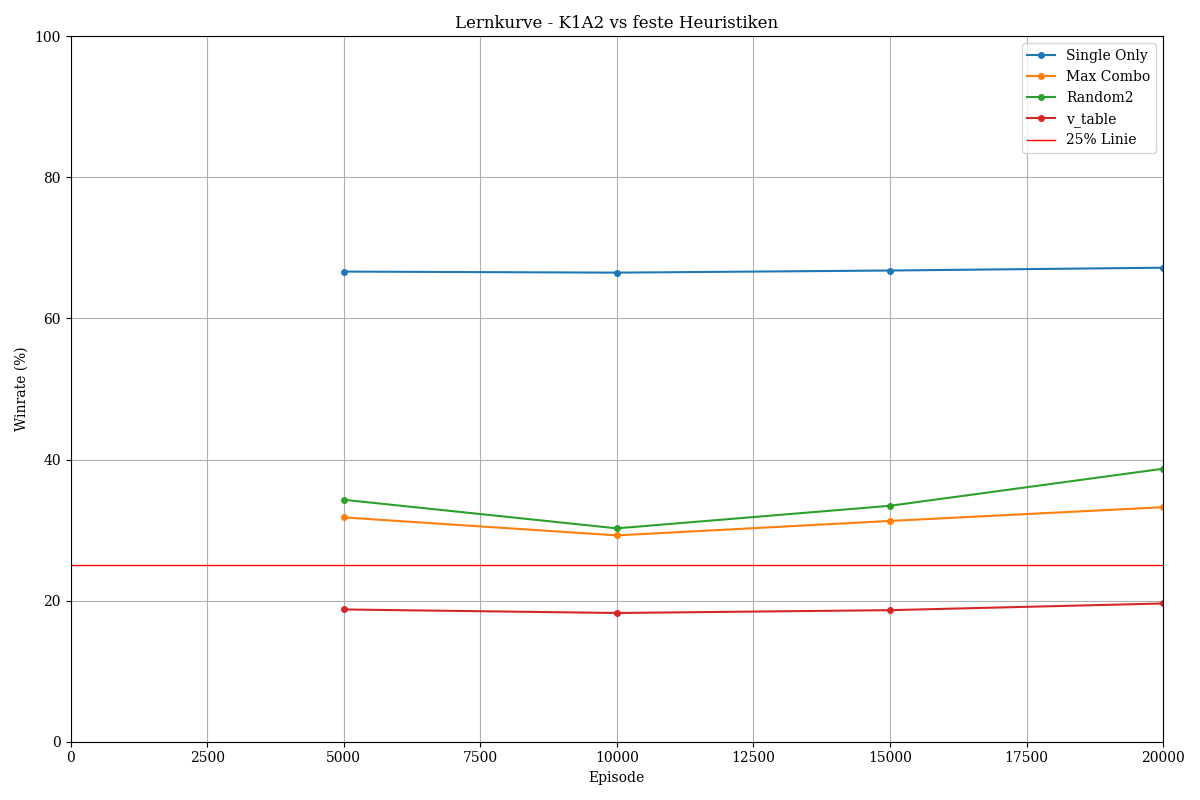 Lernkurve - K1A2 vs feste Heuristiken
100
80
60
40
20
0
Winrate (%)
Single Only
Max Combo
Random2
v_table
25% Linie
0 2500 5000 7500 10000 12500 15000 17500 20000
Episode